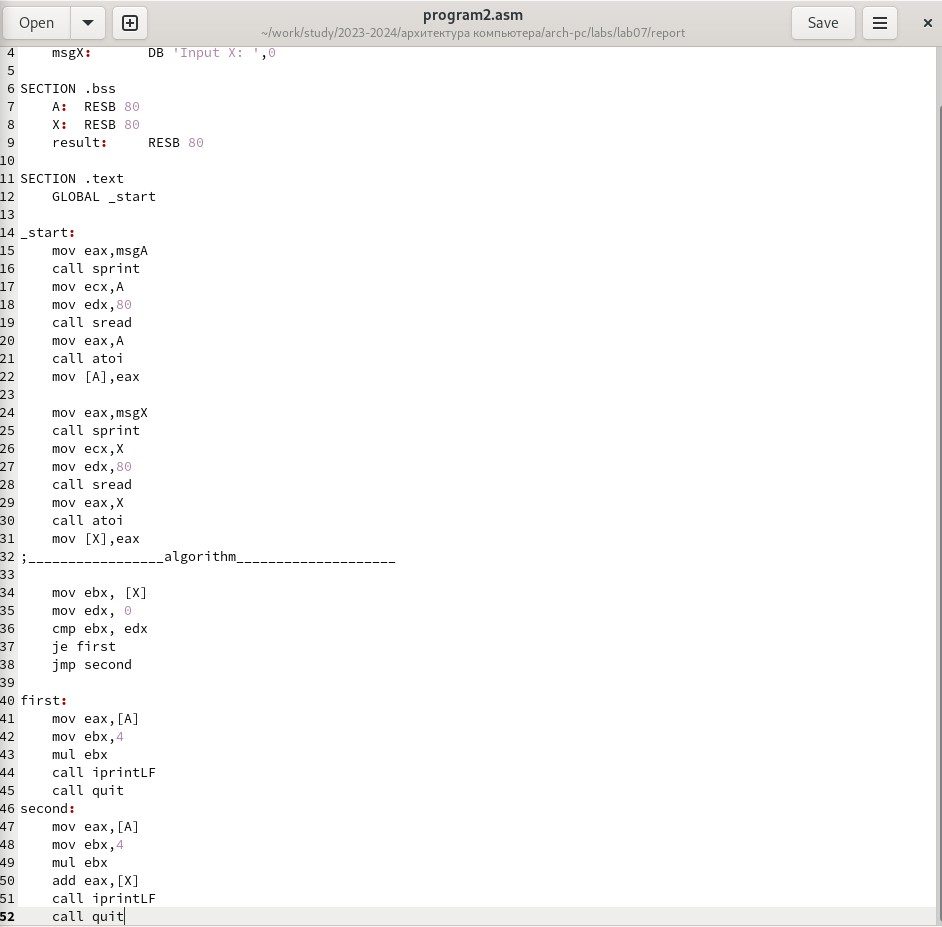 Open
program2.asm
~/work/study/2023-2024/архитектура компьютера/arch-pc/labs/lab07/report
Save
4     msgX:       DB 'Input X: ',0
5
6 SECTION .bss
7     A:  RESB 80
8     X:  RESB 80
9     result:     RESB 80
10
11 SECTION .text
12     GLOBAL _start
13
14 _start:
15     mov eax,msgA
16     call sprint
17     mov ecx,A
18     mov edx,80
19     call sread
20     mov eax,A
21     call atoi
22     mov [A],eax
23
24     mov eax,msgX
25     call sprint
26     mov ecx,X
27     mov edx,80
28     call sread
29     mov eax,X
30     call atoi
31     mov [X],eax
32 ;_________________algorithm____________________
33
34     mov ebx, [X]
35     mov edx, 0
36     cmp ebx, edx
37     je first
38     jmp second
39
40 first:
41     mov eax,[A]
42     mov ebx,4
43     mul ebx
44     call iprintLF
45     call quit
46 second:
47     mov eax,[A]
48     mov ebx,4
49     mul ebx
50     add eax,[X]
51     call iprintLF
52     call quit